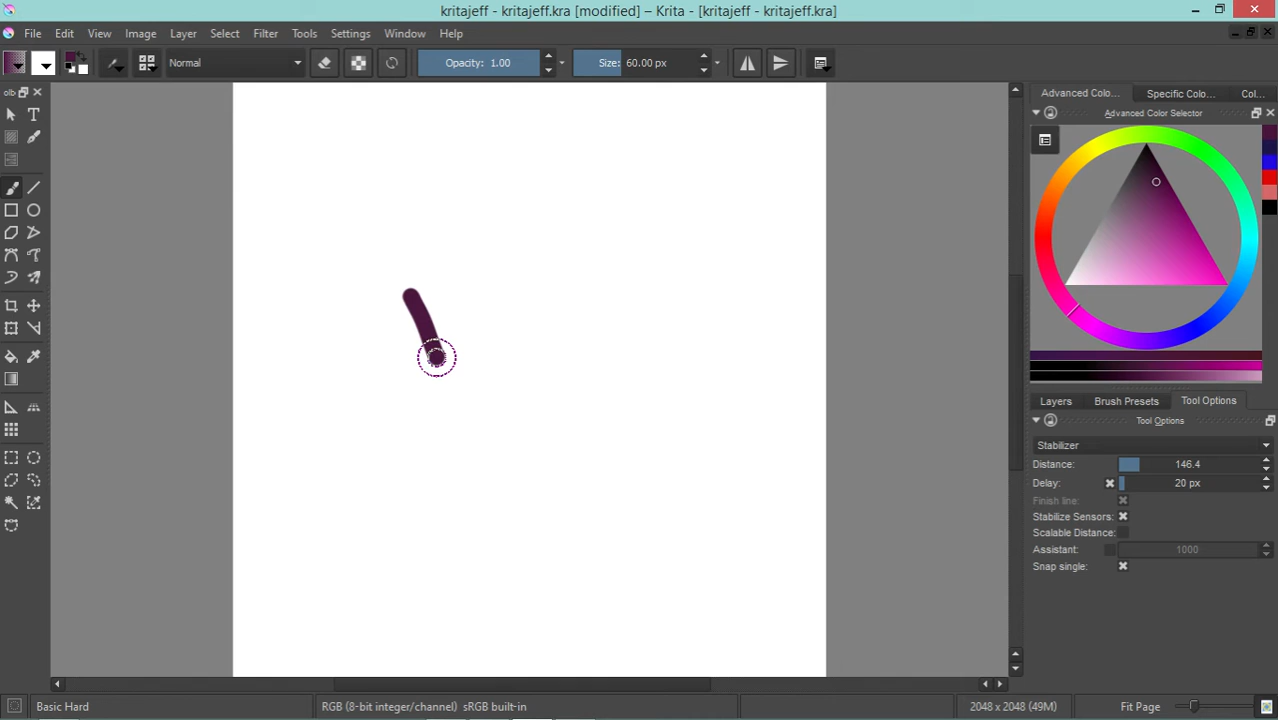 kritajeff - kritajeff.kra [modified] – Krita - [kritajeff - kritajeff.kra]
File Edit View Image Layer Select Filter Tools Settings Window Help
Normal Opacity: 1.00 Size: 60.00 px
olb
Advanced Colo... Specific Colo... Col...
Advanced Color Selector
Layers Brush Presets Tool Options
Tool Options
Stabilizer
Distance: 146.4
Delay: 20 px
Finish line:
Stabilize Sensors:
Scalable Distance:
Assistant: 1000
Snap single:
Basic Hard RGB (8-bit integer/channel) sRGB built-in 2048 x 2048 (49M) Fit Page